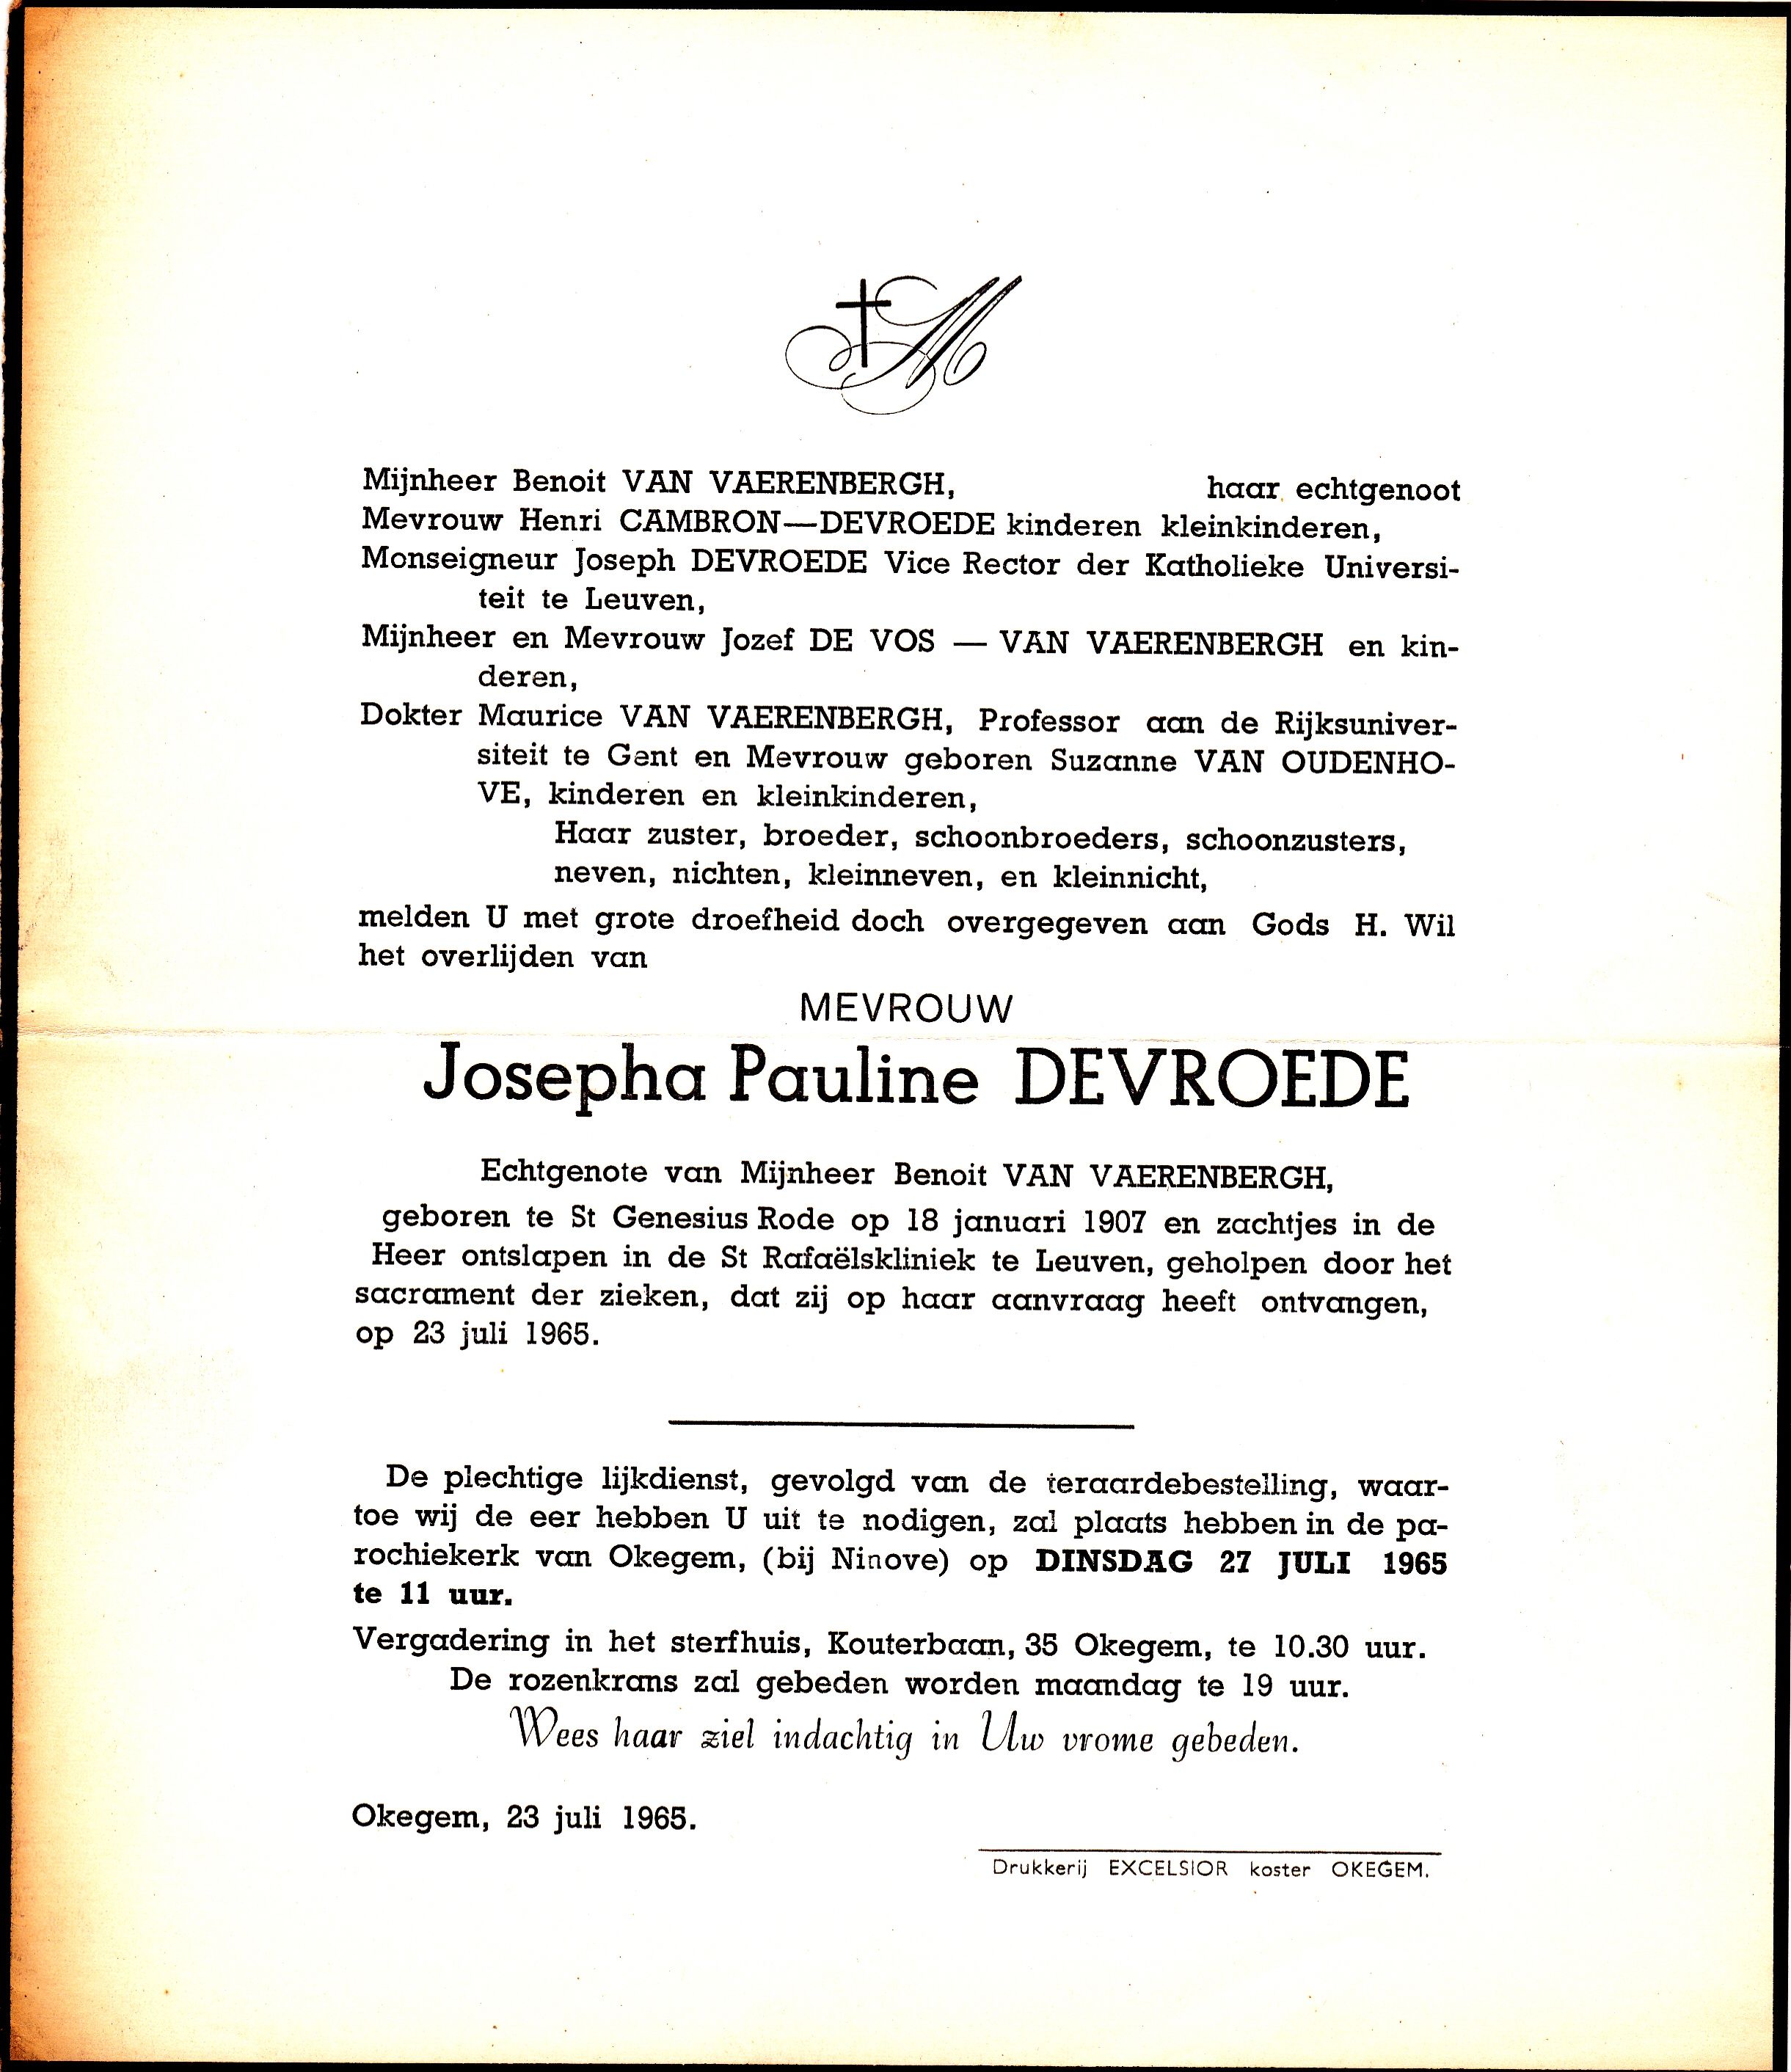 M
Mijnheer Benoit VAN VAERENBERGH, haar echtgenoot
Mevrouw Henri CAMBRON—DEVROEDE kinderen kleinkinderen,
Monseigneur Joseph DEVROEDE Vice Rector der Katholieke Universi-
teit te Leuven,
Mijnheer en Mevrouw Jozef DE VOS — VAN VAERENBERGH en kin-
deren,
Dokter Maurice VAN VAERENBERGH, Professor aan de Rijksuniver-
siteit te Gent en Mevrouw geboren Suzanne VAN OUDENHO-
VE, kinderen en kleinkinderen,
Haar zuster, broeder, schoonbroeders, schoonzusters,
neven, nichten, kleinneven, en kleinnicht,
melden U met grote droefheid doch overgegeven aan Gods H. Wil
het overlijden van
MEVROUW
Josepha Pauline DEVROEDE
Echtgenote van Mijnheer Benoit VAN VAERENBERGH,
geboren te St Genesius Rode op 18 januari 1907 en zachtjes in de
Heer ontslapen in de St Rafaëlskliniek te Leuven, geholpen door het
sacrament der zieken, dat zij op haar aanvraag heeft ontvangen,
op 23 juli 1965.
De plechtige lijkdienst, gevolgd van de teraardebestelling, waar-
toe wij de eer hebben U uit te nodigen, zal plaats hebben in de pa-
rochiekerk van Okegem, (bij Ninove) op DINSDAG 27 JULI 1965
te 11 uur.
Vergadering in het sterfhuis, Kouterbaan, 35 Okegem, te 10.30 uur.
De rozenkrans zal gebeden worden maandag te 19 uur.
Wees haar ziel indachtig in Uw vrome gebeden.
Okegem, 23 juli 1965.
Drukkerij EXCELSIOR koster OKEGEM.